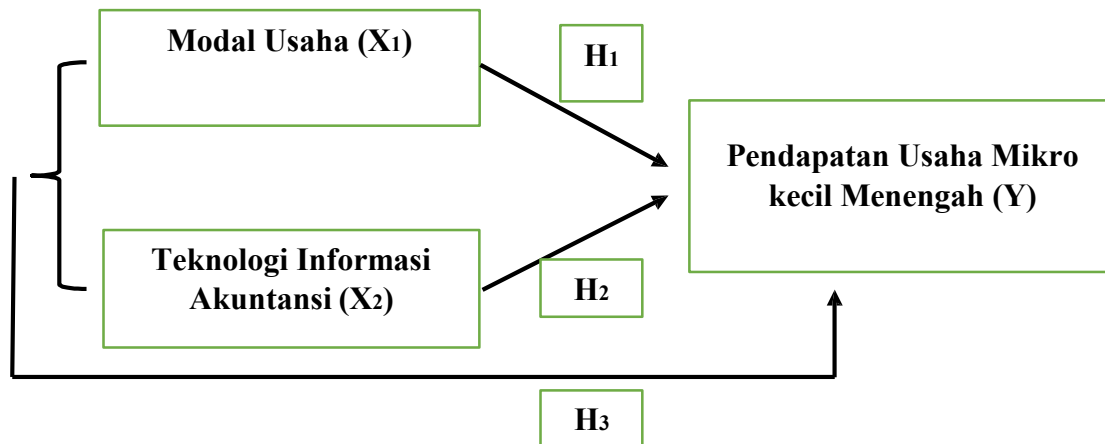 Modal Usaha (X1)
H1
Pendapatan Usaha Mikro
kecil Menengah (Y)
Teknologi Informasi
Akuntansi (X2)
H2
H3